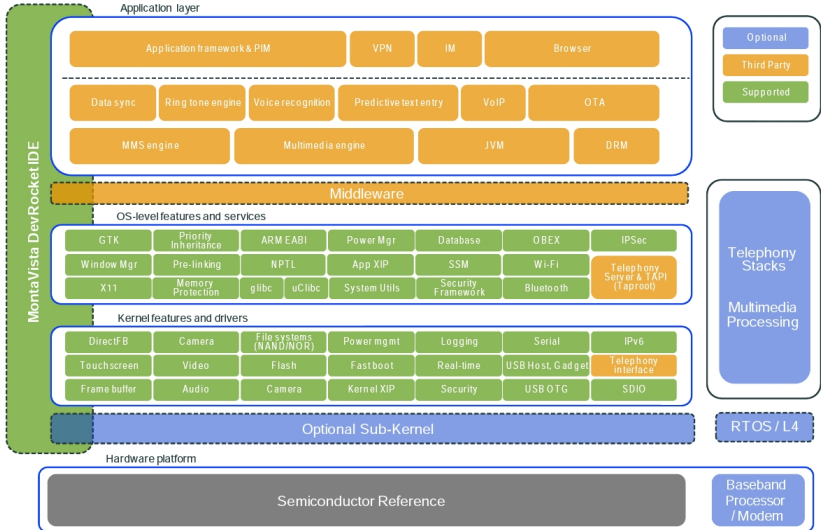 Application layer
Application framework & PIM
VPN
IM
Browser
Data sync
Ring tone engine
Voice recognition
Predictive text entry
VoIP
OTA
MMS engine
Multimedia engine
JVM
DRM
Optional
Third Party
Supported
MontaVista DevRocket IDE
Middleware
OS-level features and services
GTK
Priority
Inheritance
ARM EABI
Power Mgr
Database
OBEX
IPSec
Window Mgr
Pre-linking
NPTL
App XIP
SSM
Wi-Fi
Telephony
Server & TAPI
(Taproot)
X11
Memory
Protection
glibc
uClibc
System Utils
Security
Framework
Bluetooth
Telephony
Stacks
Multimedia
Processing
Kernel features and drivers
DirectFB
Camera
File systems
(NAND/NOR)
Power mgmt
Logging
Serial
IPv6
Touchscreen
Video
Flash
Fast boot
Real-time
USB Host, Gadget
Telephony
interface
Frame buffer
Audio
Camera
Kernel XIP
Security
USB OTG
SDIO
Optional Sub-Kernel
RTOS / L4
Hardware platform
Semiconductor Reference
Baseband
Processor
/ Modem